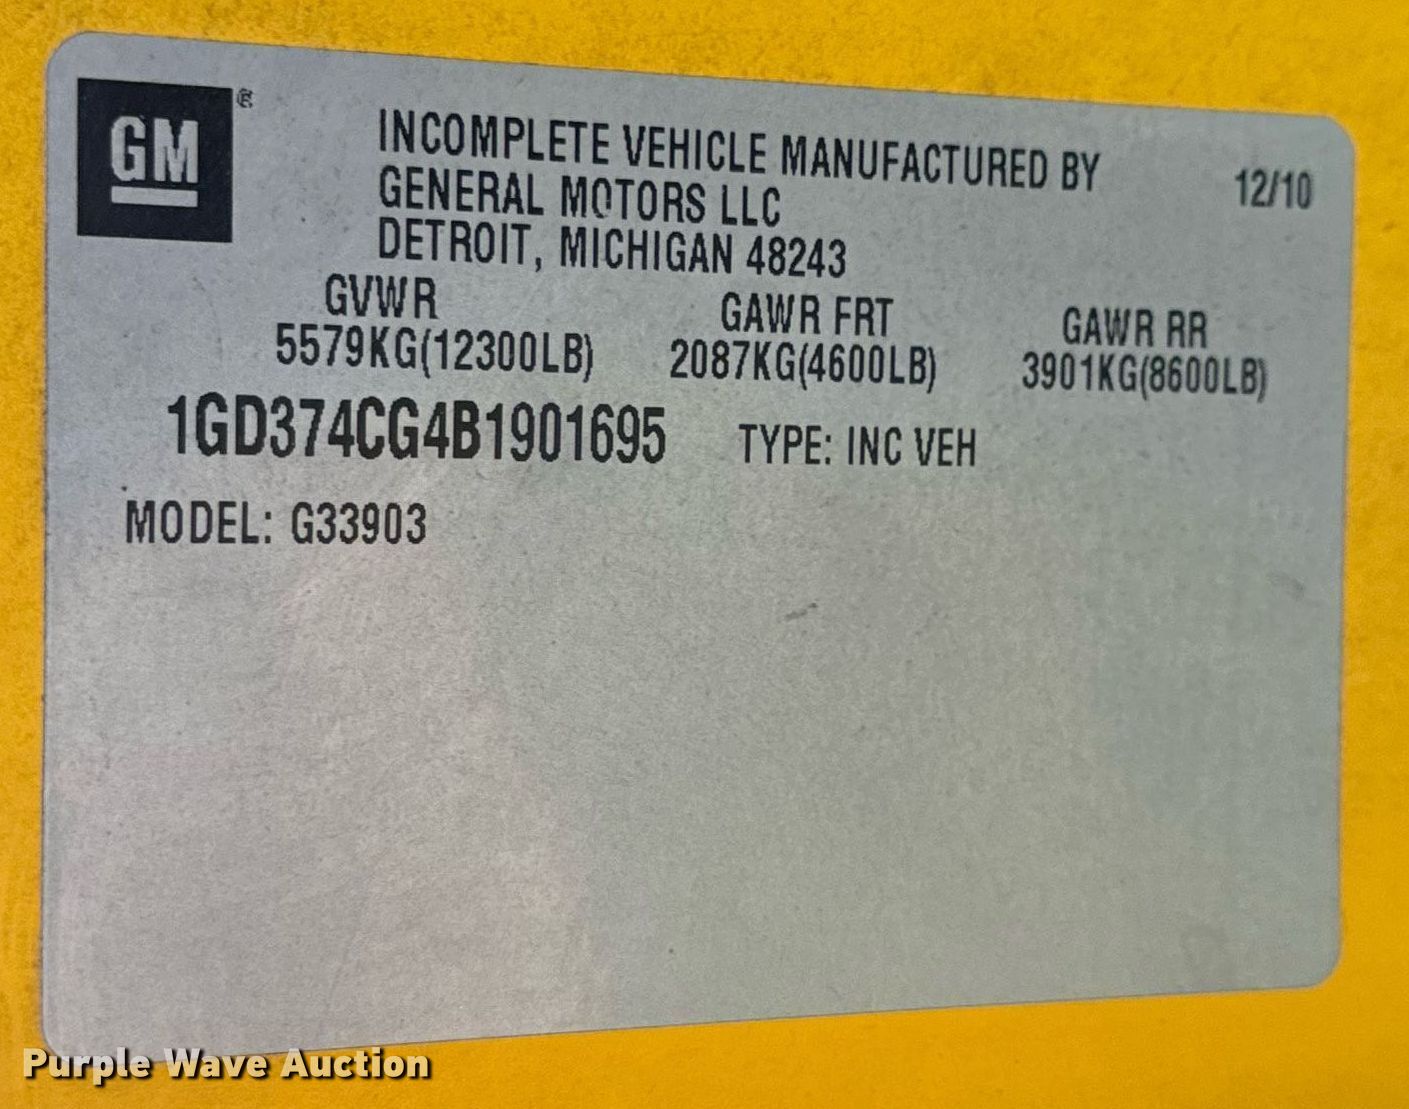 GM ®
INCOMPLETE VEHICLE MANUFACTURED BY 12/10
GENERAL MOTORS LLC
DETROIT, MICHIGAN 48243
GVWR GAWR FRT GAWR RR
5579KG(12300LB) 2087KG(4600LB) 3901KG(8600LB)
1GD374CG4B1901695 TYPE: INC VEH
MODEL: G33903
Purple Wave Auction